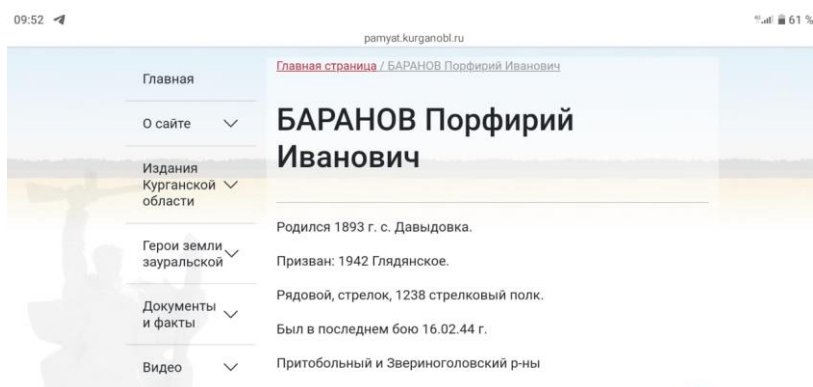 09:52
61 %
pamyat.kurganobl.ru
Главная страница / БАРАНОВ Порфирий Иванович
Главная
О сайте
Издания
Курганской
области
Герои земли
зауральской
Документы
и факты
Видео
БАРАНОВ Порфирий
Иванович
Родился 1893 г. с. Давыдовка.
Призван: 1942 Глядянское.
Рядовой, стрелок, 1238 стрелковый полк.
Был в последнем бою 16.02.44 г.
Притобольный и Звериноголовский р-ны